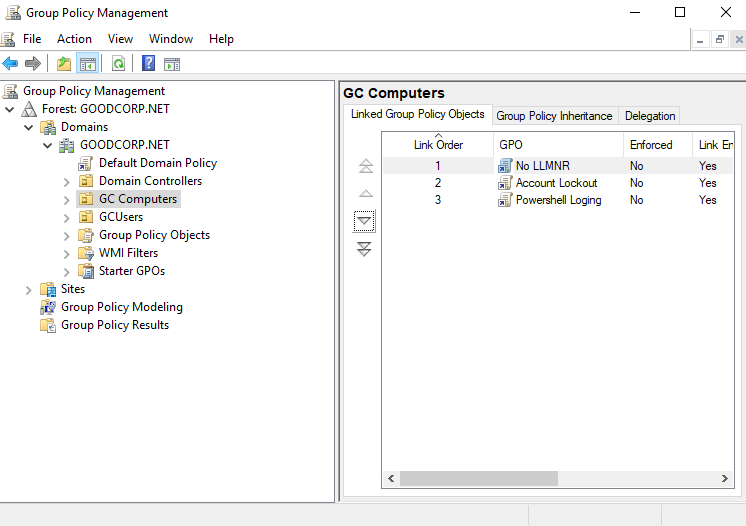 Group Policy Management
File Action View Window Help
Group Policy Management
Forest: GOODCORP.NET
Domains
GOODCORP.NET
Default Domain Policy
Domain Controllers
GC Computers
GCUsers
Group Policy Objects
WMI Filters
Starter GPOs
Sites
Group Policy Modeling
Group Policy Results
GC Computers
Linked Group Policy Objects Group Policy Inheritance Delegation
Link Order GPO Enforced Link En
1 No LLMNR No Yes
2 Account Lockout No Yes
3 Powershell Loging No Yes